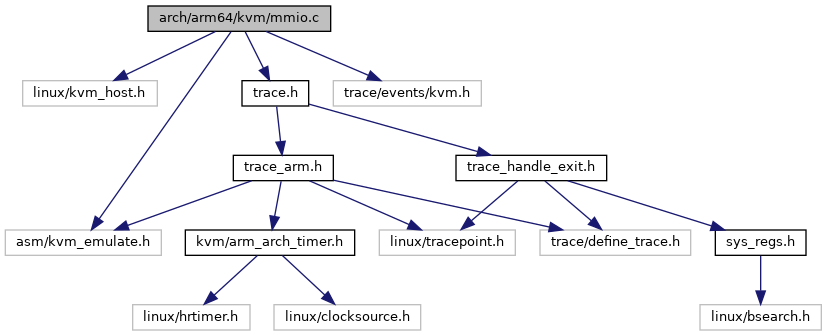 arch/arm64/kvm/mmio.c
linux/kvm_host.h
trace.h
trace/events/kvm.h
trace_arm.h
trace_handle_exit.h
asm/kvm_emulate.h
kvm/arm_arch_timer.h
linux/tracepoint.h
trace/define_trace.h
sys_regs.h
linux/hrtimer.h
linux/clocksource.h
linux/bsearch.h